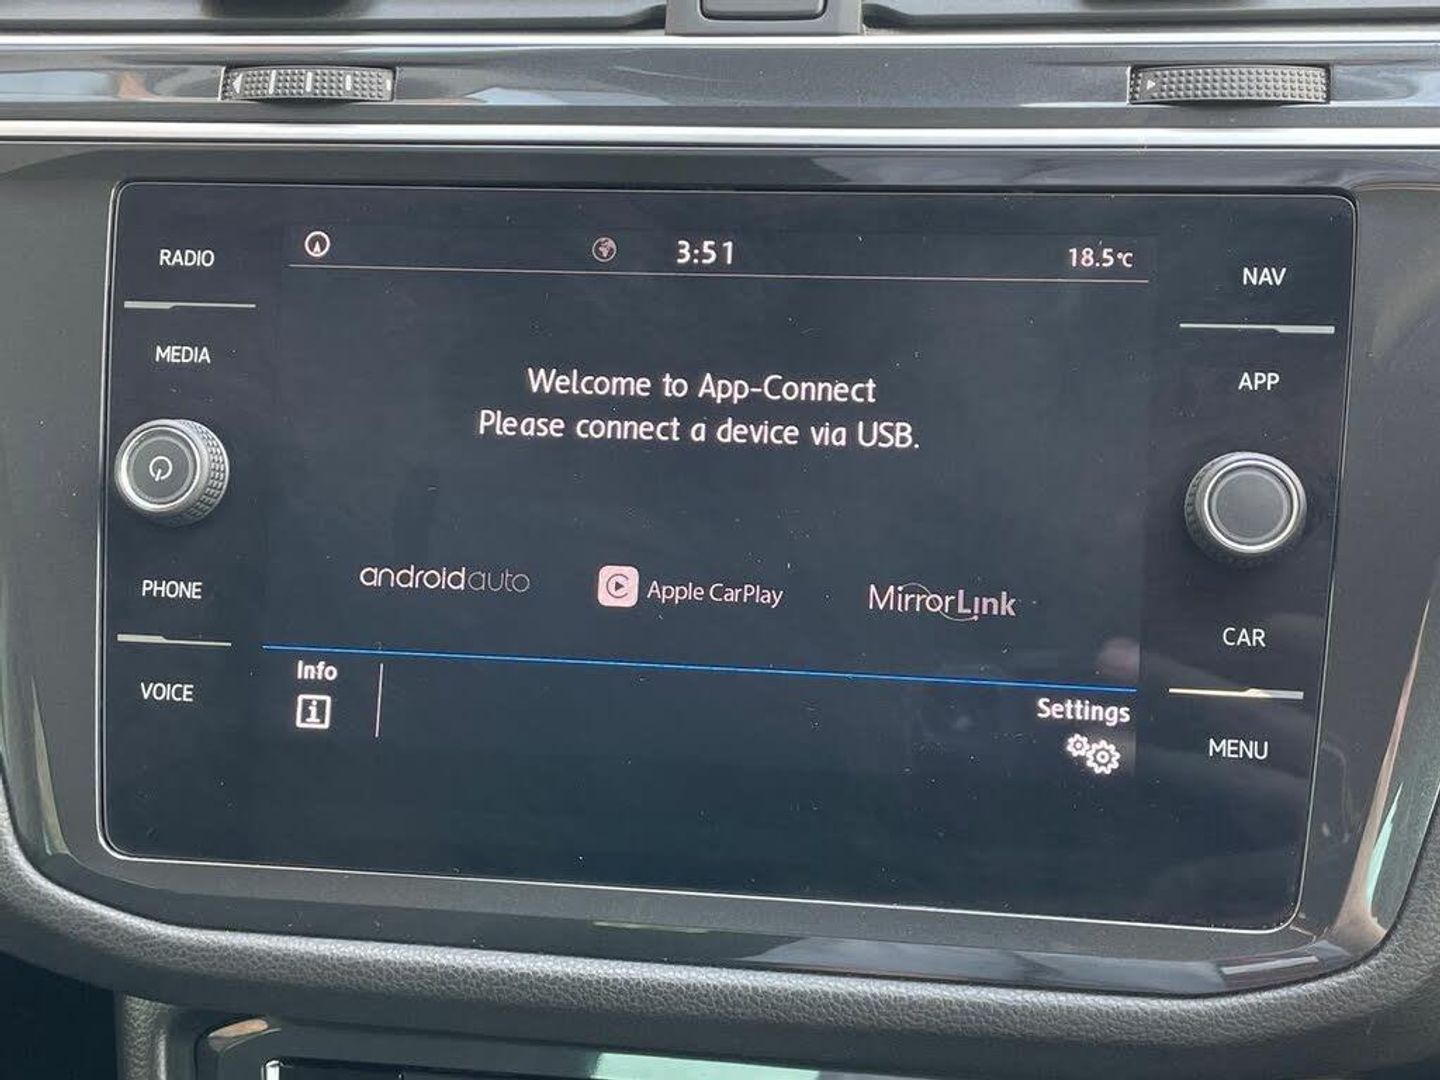 RADIO
MEDIA
PHONE
VOICE
3:51
18.5°C
Welcome to App-Connect
Please connect a device via USB.
androidauto
Apple CarPlay
MirrorLink
Info
i
Settings
NAV
APP
CAR
MENU